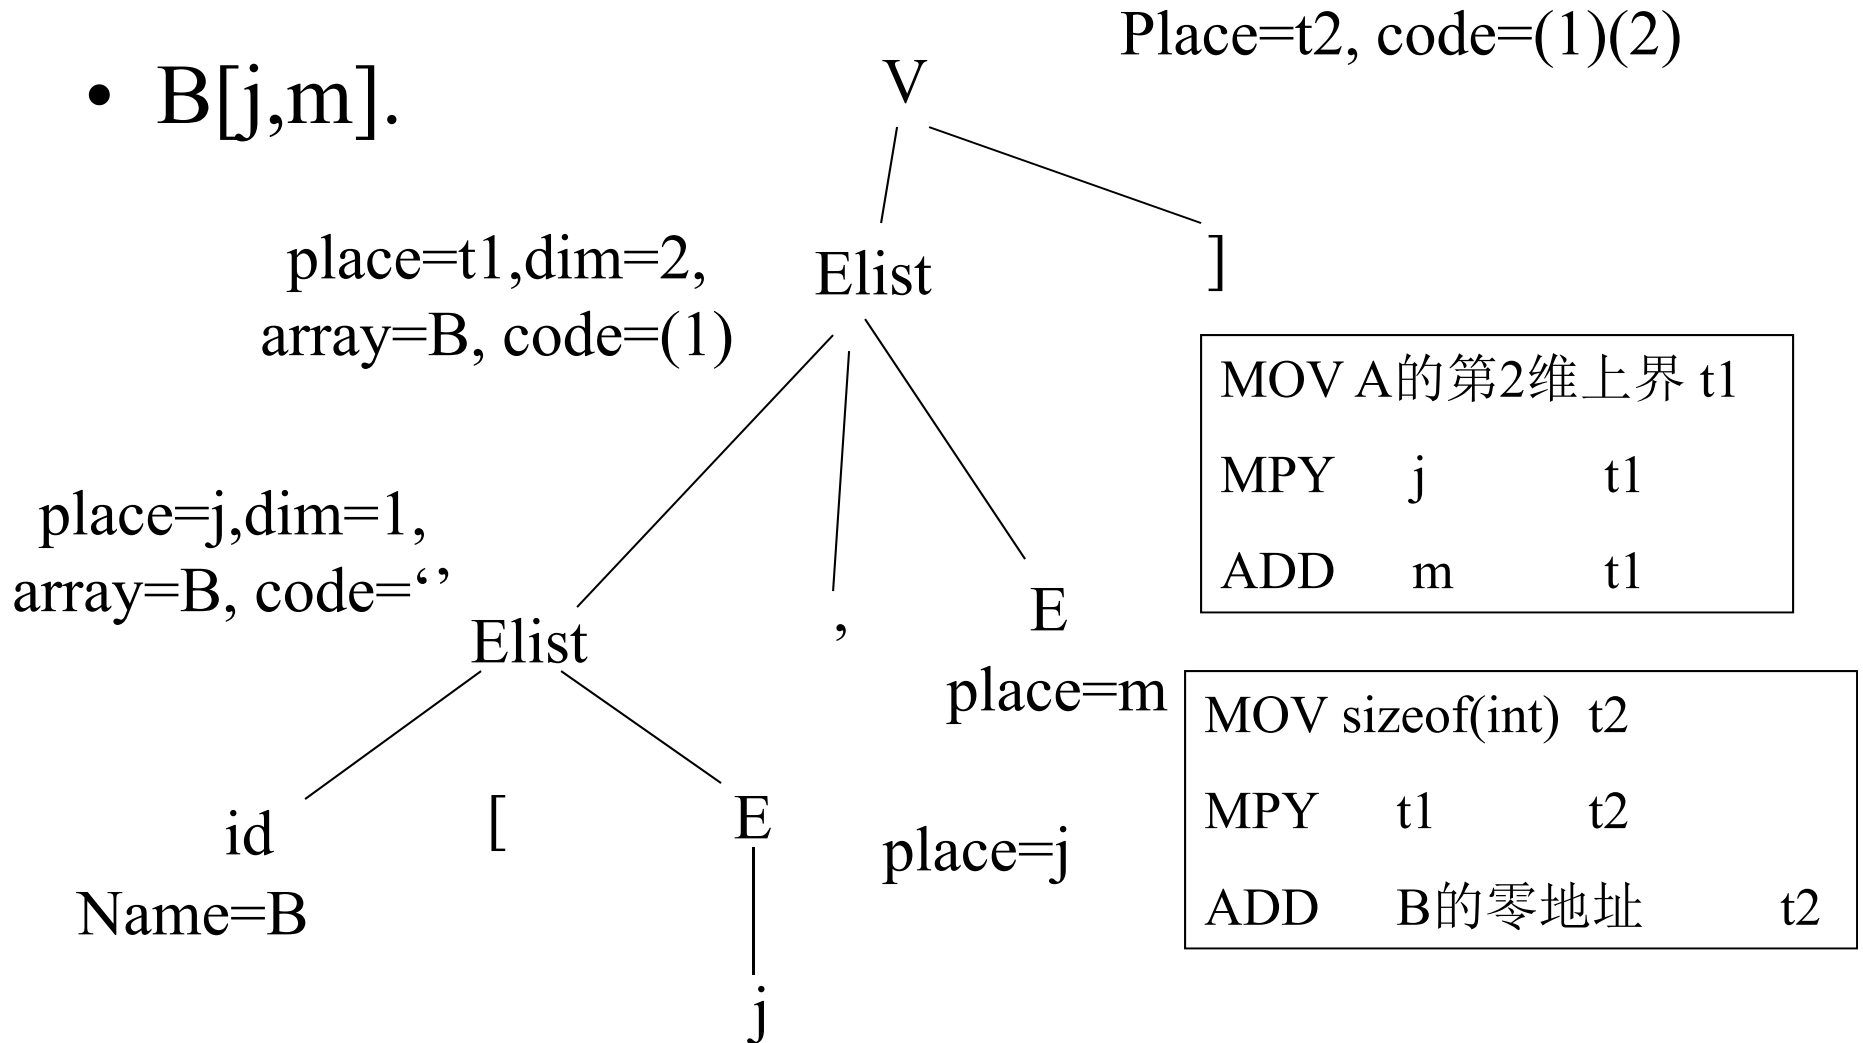 Place=t2, code=(1)(2)
• B[j,m].
V
place=t1,dim=2,
array=B, code=(1)
Elist
]
MOV A的第2维上界 t1
MPY j t1
ADD m t1
place=j,dim=1,
array=B, code=‘’
Elist
,
E
place=m
MOV sizeof(int) t2
MPY t1 t2
ADD B的零地址 t2
id
[
E
place=j
Name=B
j